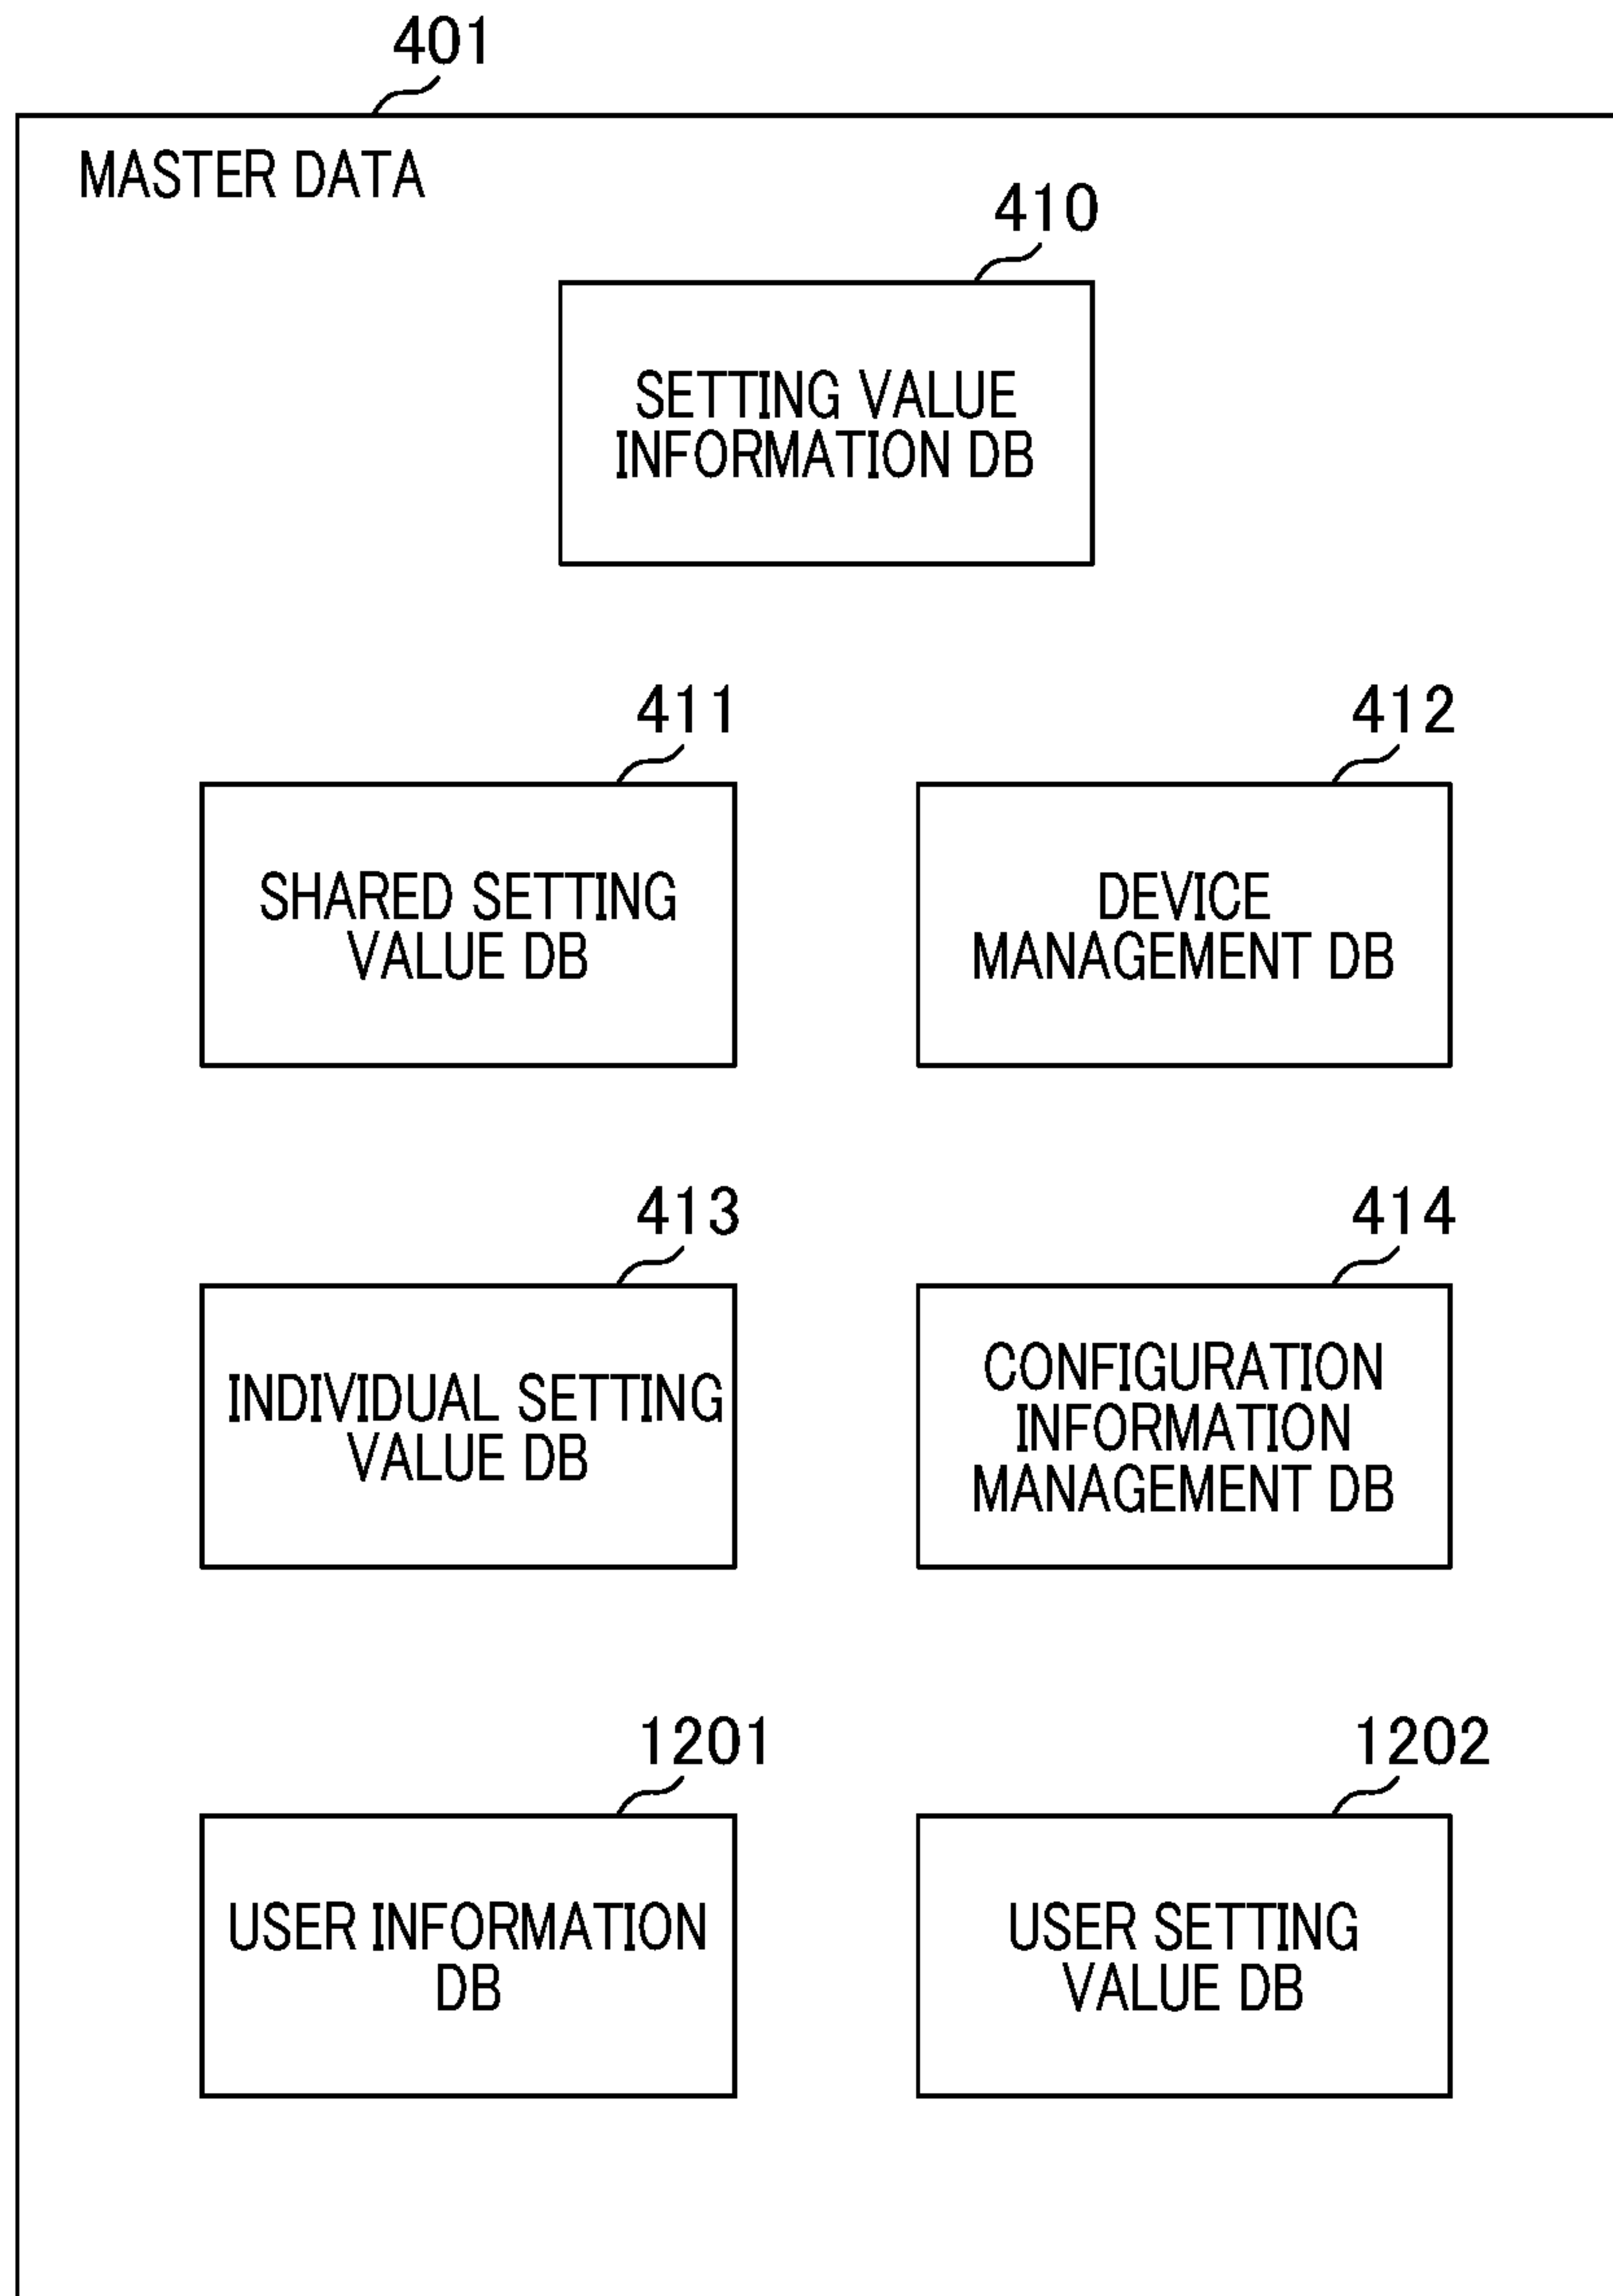 401
MASTER DATA
410
SETTING VALUE
INFORMATION DB
411
SHARED SETTING
VALUE DB
412
DEVICE
MANAGEMENT DB
413
INDIVIDUAL SETTING
VALUE DB
414
CONFIGURATION
INFORMATION
MANAGEMENT DB
1201
USER INFORMATION
DB
1202
USER SETTING
VALUE DB